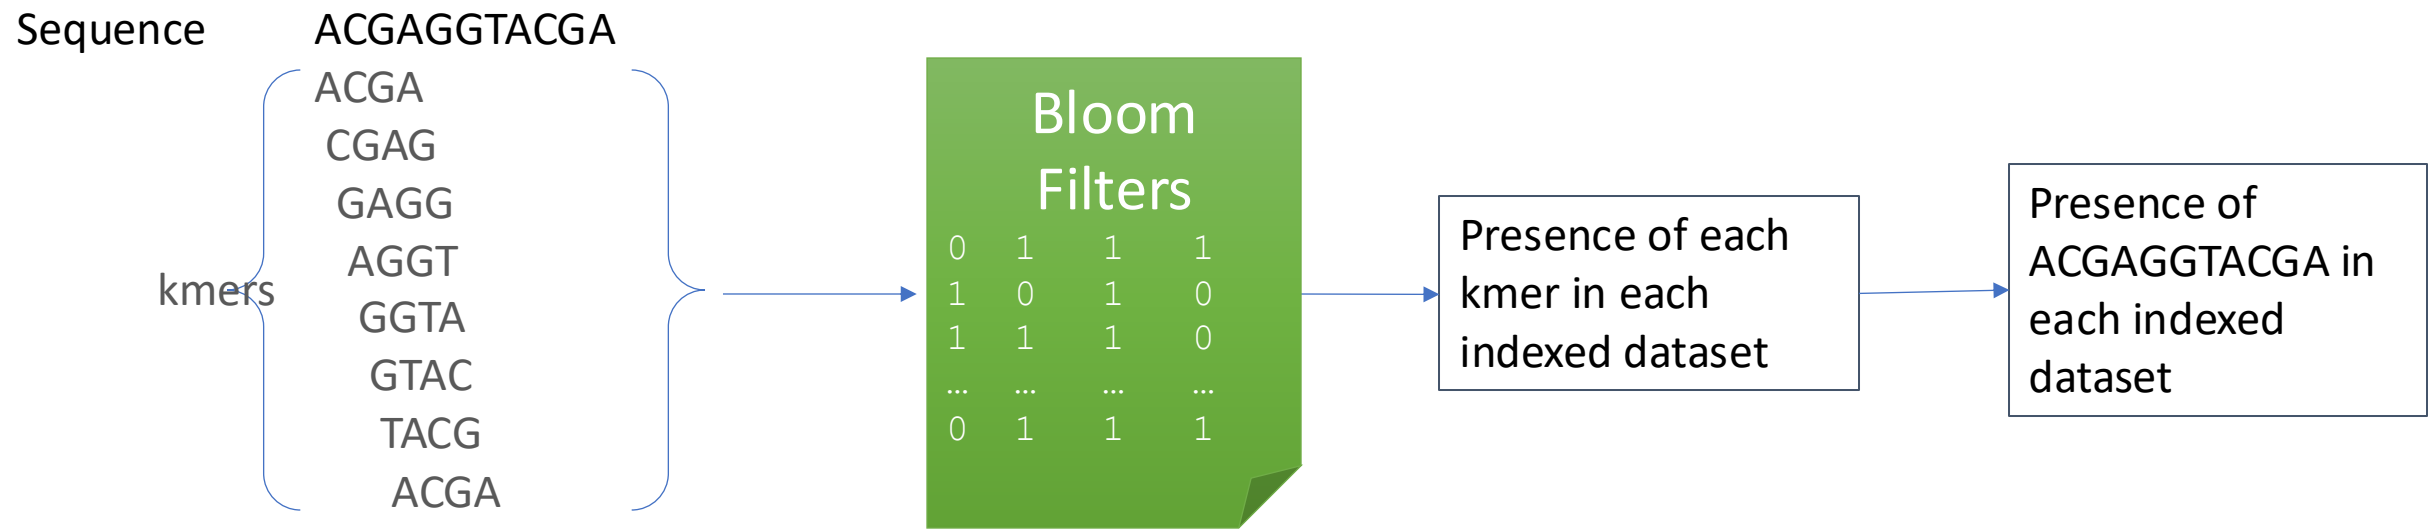 Sequence ACGAGGTACGA
kmers
ACGA
CGAG
GAGG
AGGT
GGTA
GTAC
TACG
ACGA
Bloom
Filters
0 1 1 1
1 0 1 0
1 1 1 0
... ... ... ...
0 1 1 1
Presence of each
kmer in each
indexed dataset
Presence of
ACGAGGTACGA in
each indexed
dataset